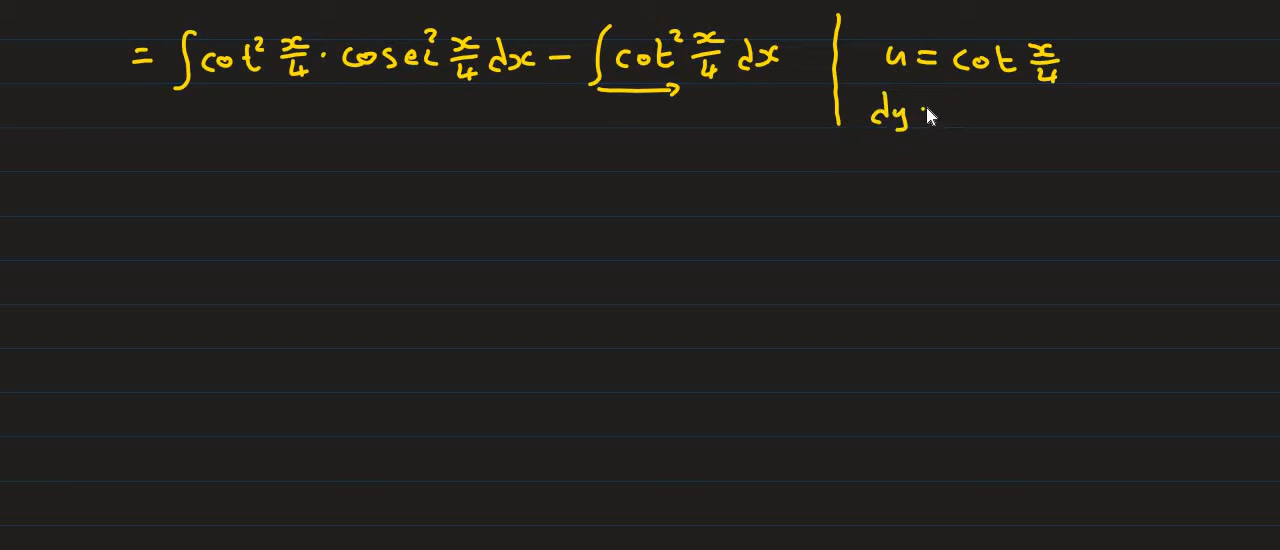 = ∫cot² x/4 · cosec² x/4 dx − ∫cot² x/4 dx
u = cot x/4
dy